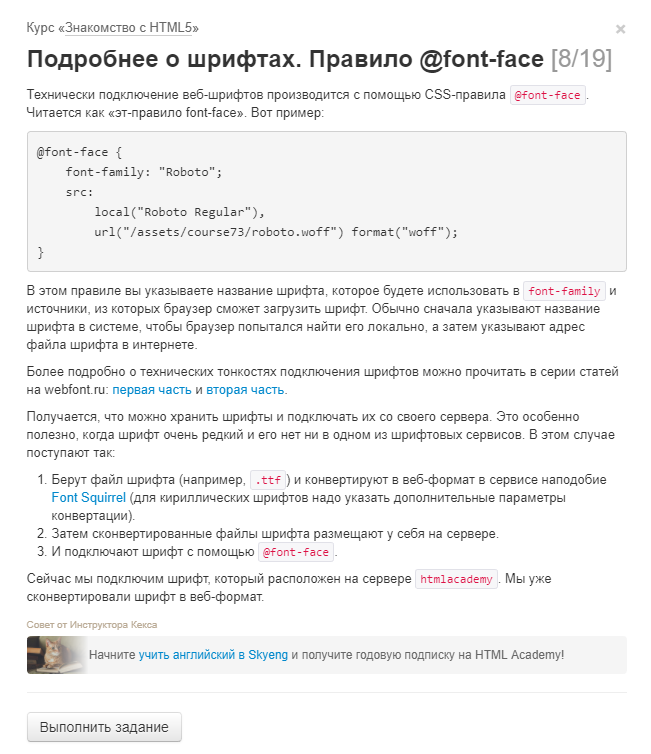 Курс «Знакомство с HTML5»
×
Подробнее о шрифтах. Правило @font-face [8/19]
Технически подключение веб-шрифтов производится с помощью CSS-правила @font-face.
Читается как «эт-правило font-face». Вот пример:
@font-face {
    font-family: "Roboto";
    src:
        local("Roboto Regular"),
        url("/assets/course73/roboto.woff") format("woff");
}
В этом правиле вы указываете название шрифта, которое будете использовать в font-family и
источники, из которых браузер сможет загрузить шрифт. Обычно сначала указывают название
шрифта в системе, чтобы браузер попытался найти его локально, а затем указывают адрес
файла шрифта в интернете.
Более подробно о технических тонкостях подключения шрифтов можно прочитать в серии статей
на webfont.ru: первая часть и вторая часть.
Получается, что можно хранить шрифты и подключать их со своего сервера. Это особенно
полезно, когда шрифт очень редкий и его нет ни в одном из шрифтовых сервисов. В этом случае
поступают так:
1. Берут файл шрифта (например, .ttf) и конвертируют в веб-формат в сервисе наподобие
Font Squirrel (для кириллических шрифтов надо указать дополнительные параметры
конвертации).
2. Затем сконвертированные файлы шрифта размещают у себя на сервере.
3. И подключают шрифт с помощью @font-face.
Сейчас мы подключим шрифт, который расположен на сервере htmlacademy. Мы уже
сконвертировали шрифт в веб-формат.
Совет от Инструктора Кекса
Начните учить английский в Skyeng и получите годовую подписку на HTML Academy!
Выполнить задание